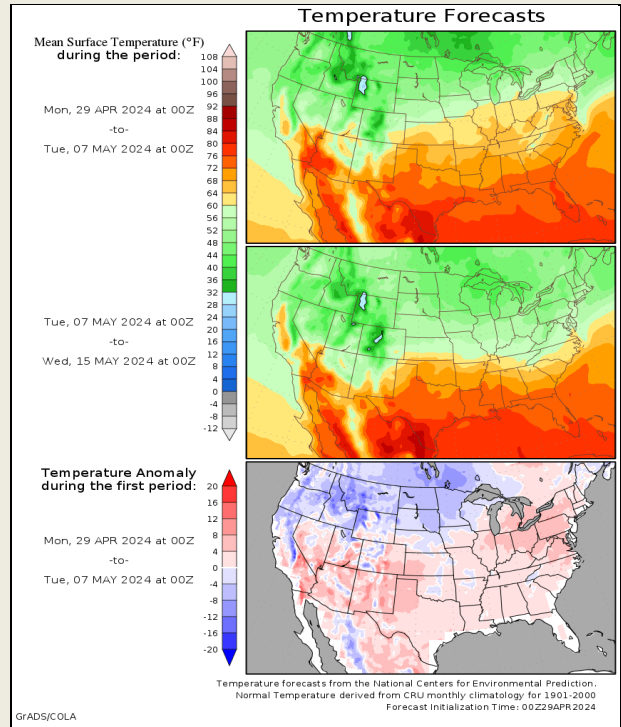 Temperature Forecasts
Mean Surface Temperature (°F)
during the period:
108
104
100
96
92
88
84
80
76
72
68
64
60
56
52
48
44
40
36
32
28
24
20
16
12
8
4
0
-4
-8
-12
Mon, 29 APR 2024 at 00Z
-to-
Tue, 07 MAY 2024 at 00Z
Tue, 07 MAY 2024 at 00Z
-to-
Wed, 15 MAY 2024 at 00Z
Temperature Anomaly
during the first period:
20
16
12
8
4
0
-4
-8
-12
-16
-20
Mon, 29 APR 2024 at 00Z
-to-
Tue, 07 MAY 2024 at 00Z
Temperature forecasts from the National Centers for Environmental Prediction.
Normal Temperature derived from CRU monthly climatology for 1901-2000
Forecast Initialization Time: 00Z29APR2024
GrADS/COLA